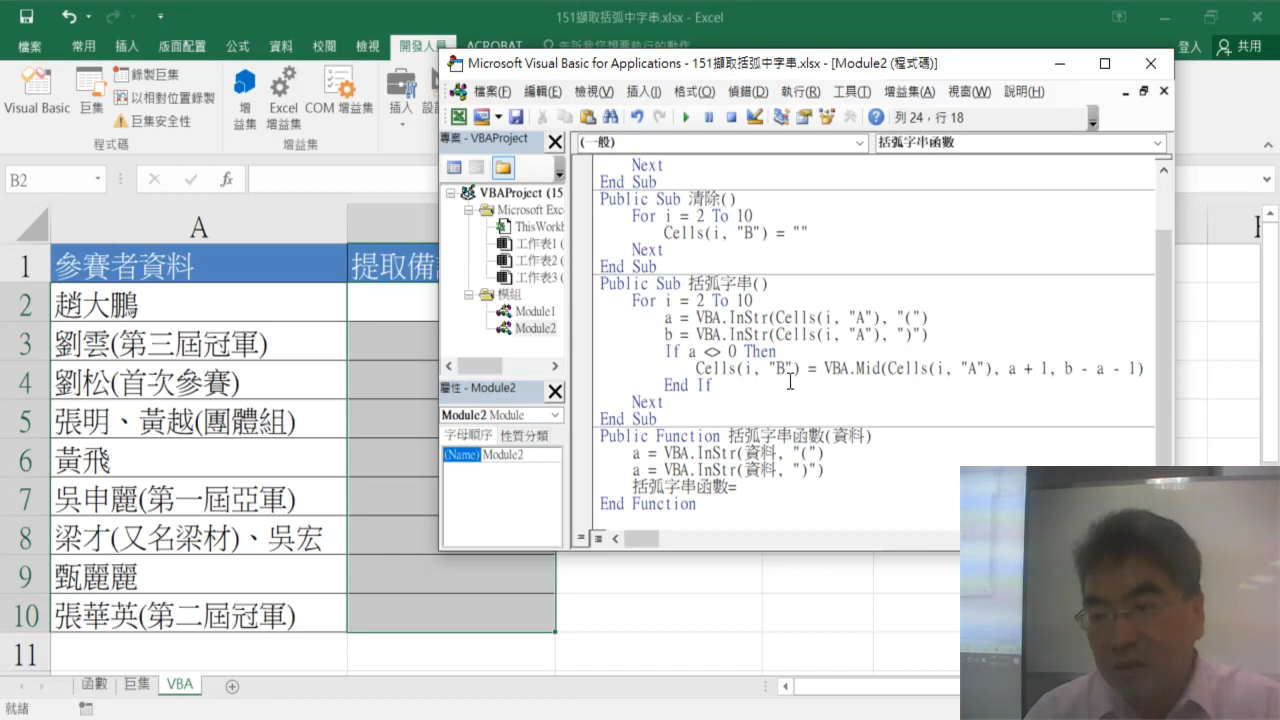 151擷取括弧中字串.xlsx - Excel
檔案 常用 插入 版面配置 公式 資料 校閱 檢視 開發人員 ACROBAT 告訴我您想要執行的動作 登入 共用
Visual Basic 巨集 錄製巨集 以相對位置錄製 巨集安全性
程式碼
增益集 Excel 增益集 COM 增益集
增益集
插入
B2
fx
A
1 參賽者資料 提取備
2 趙大鵬
3 劉雲(第三屆冠軍)
4 劉松(首次參賽)
5 張明、黃越(團體組)
6 黃飛
7 吳申麗(第一屆亞軍)
8 梁才(又名梁材)、吳宏
9 甄麗麗
10 張華英(第二屆冠軍)
11
函數 巨集 VBA
就緒
Microsoft Visual Basic for Applications - 151擷取括弧中字串.xlsx - [Module2 (程式碼)]
檔案(F) 編輯(E) 檢視(V) 插入(I) 格式(O) 偵錯(D) 執行(R) 工具(T) 增益集(A) 視窗(W) 說明(H)
列 24，行 18
專案 - VBAProject
VBAProject (15
Microsoft Exc
ThisWorkb
工作表1 (
工作表2 (
工作表3 (
模組
Module1
Module2
屬性 - Module2
Module2 Module
字母順序 性質分類
(Name) Module2
(一般) 括弧字串函數
Next
End Sub
Public Sub 清除()
For i = 2 To 10
Cells(i, "B") = ""
Next
End Sub
Public Sub 括弧字串()
For i = 2 To 10
a = VBA.InStr(Cells(i, "A"), "(")
b = VBA.InStr(Cells(i, "A"), ")")
If a <> 0 Then
Cells(i, "B") = VBA.Mid(Cells(i, "A"), a + 1, b - a - 1)
End If
Next
End Sub
Public Function 括弧字串函數(資料)
a = VBA.InStr(資料, "(")
a = VBA.InStr(資料, ")")
括弧字串函數=
End Function